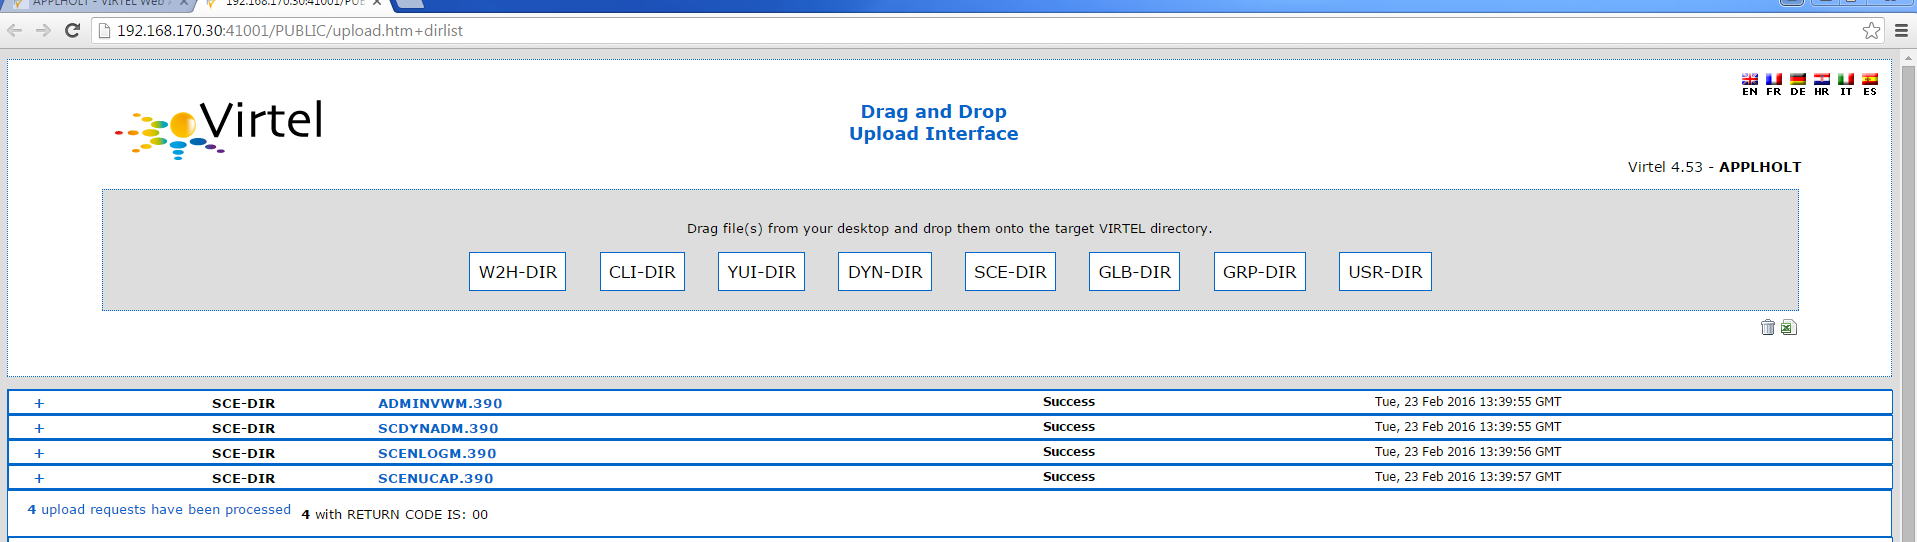 APPLHOLT - VIRTEL Web
192.168.170.30:41001/PUB
192.168.170.30:41001/PUBLIC/upload.htm+dirlist
EN FR DE HR IT ES
Virtel
Drag and Drop
Upload Interface
Virtel 4.53 - APPLHOLT
Drag file(s) from your desktop and drop them onto the target VIRTEL directory.
W2H-DIR CLI-DIR YUI-DIR DYN-DIR SCE-DIR GLB-DIR GRP-DIR USR-DIR
+ SCE-DIR ADMINVWM.390 Success Tue, 23 Feb 2016 13:39:55 GMT
+ SCE-DIR SCDYNADM.390 Success Tue, 23 Feb 2016 13:39:55 GMT
+ SCE-DIR SCENLOGM.390 Success Tue, 23 Feb 2016 13:39:56 GMT
+ SCE-DIR SCENUCAP.390 Success Tue, 23 Feb 2016 13:39:57 GMT
4 upload requests have been processed 4 with RETURN CODE IS: 00